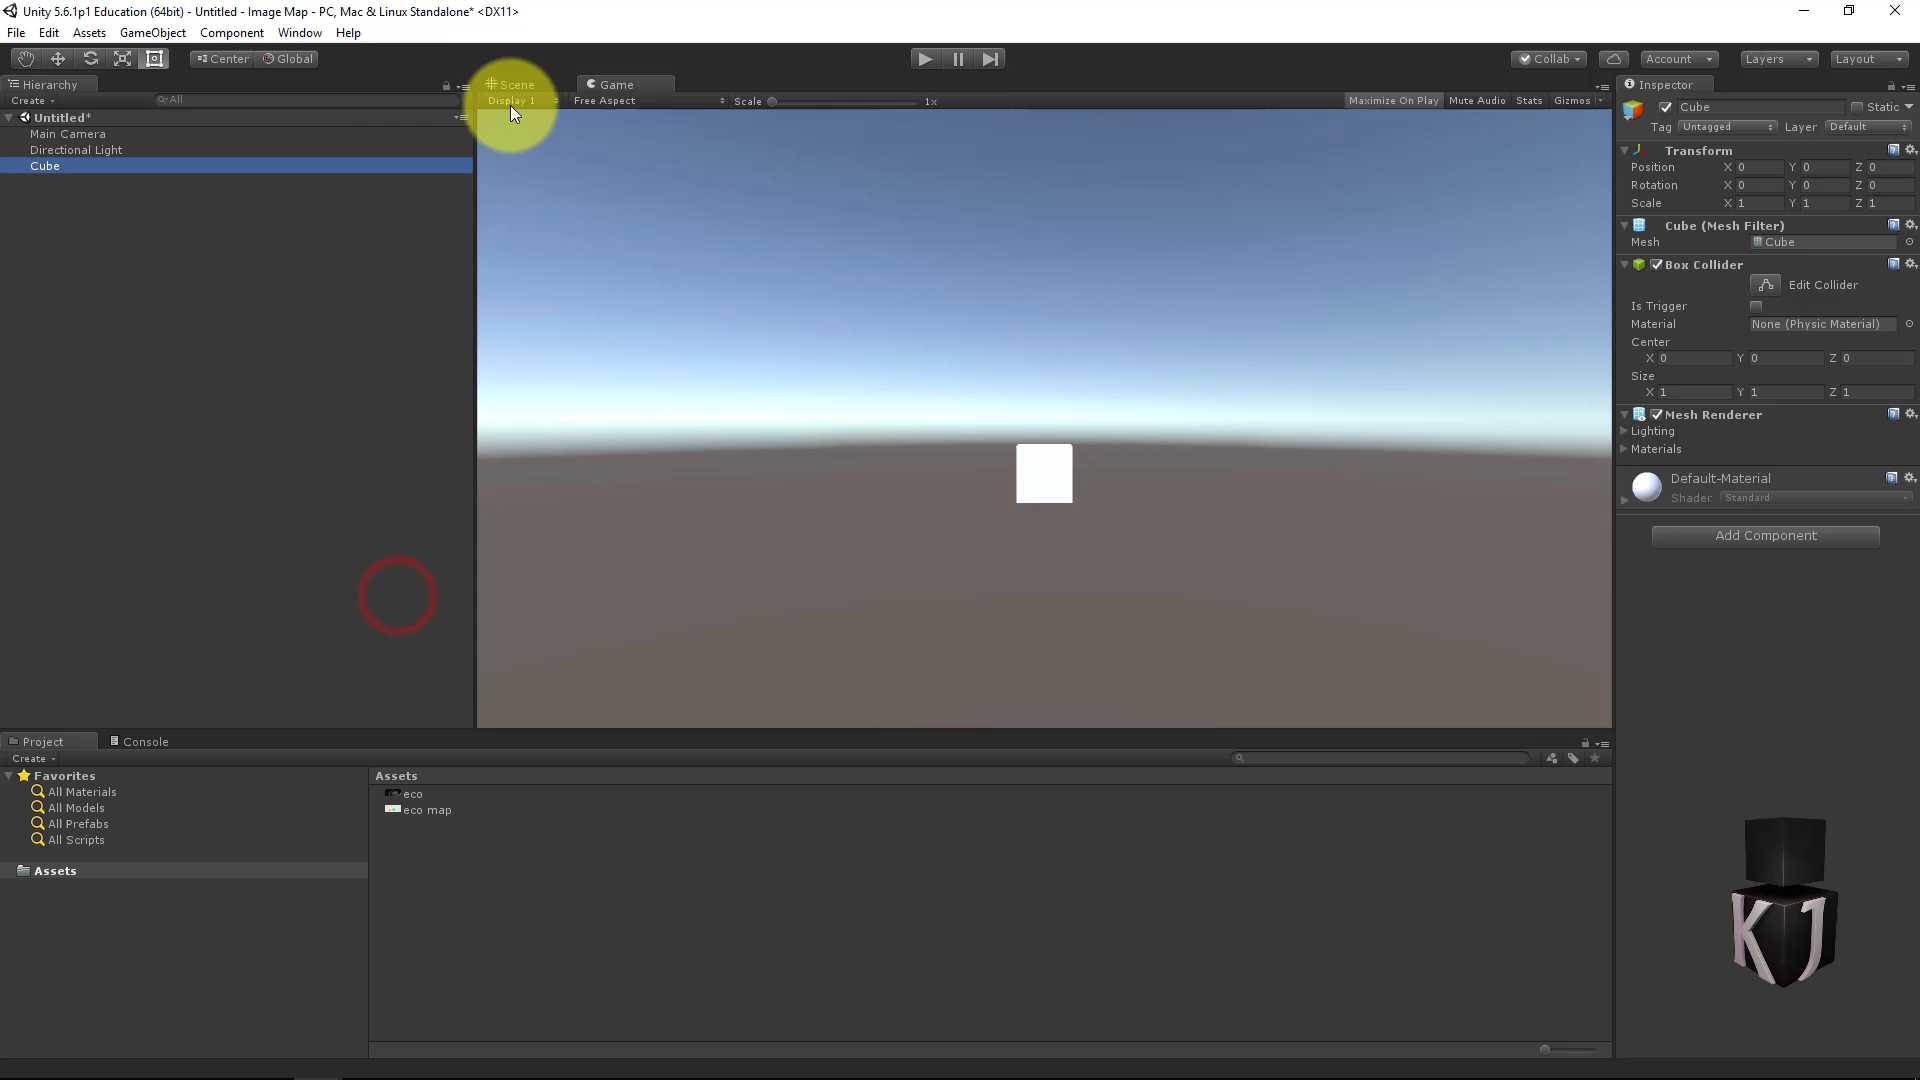 Unity 5.6.1p1 Education (64bit) - Untitled - Image Map - PC, Mac & Linux Standalone* <DX11>
File Edit Assets GameObject Component Window Help
Center Global Collab Account Layers Layout
Hierarchy Scene Game Inspector
Create All Display 1 Free Aspect Scale 1x Maximize On Play Mute Audio Stats Gizmos Cube Static
Untitled* Tag Untagged Layer Default
Main Camera
Directional Light Transform
Cube Position X 0 Y 0 Z 0
Rotation X 0 Y 0 Z 0
Scale X 1 Y 1 Z 1
Cube (Mesh Filter)
Mesh Cube
Box Collider
Edit Collider
Is Trigger
Material None (Physic Material)
Center
X 0 Y 0 Z 0
Size
X 1 Y 1 Z 1
Mesh Renderer
Lighting
Materials
Default-Material
Shader Standard
Add Component
Project Console
Create
Favorites Assets
All Materials eco
All Models eco map
All Prefabs
All Scripts
Assets
KJ